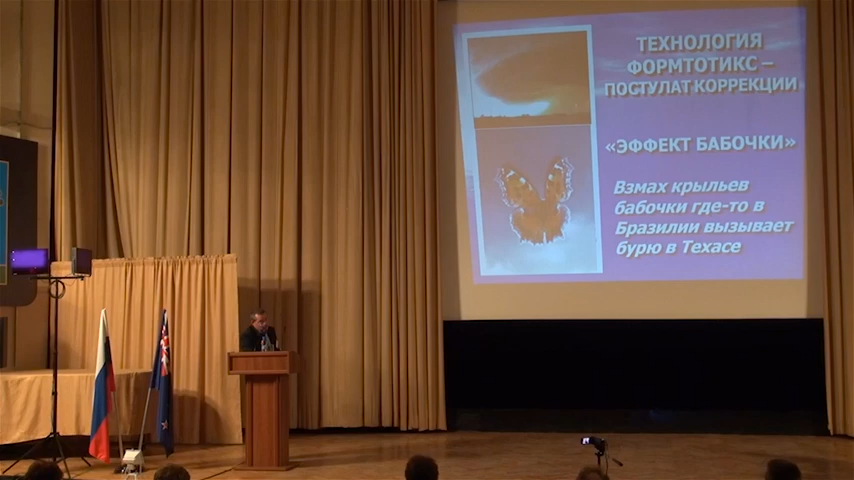 ТЕХНОЛОГИЯ
ФОРМТОТИКС –
ПОСТУЛАТ КОРРЕКЦИИ
«ЭФФЕКТ БАБОЧКИ»
Взмах крыльев
бабочки где-то в
Бразилии вызывает
бурю в Техасе